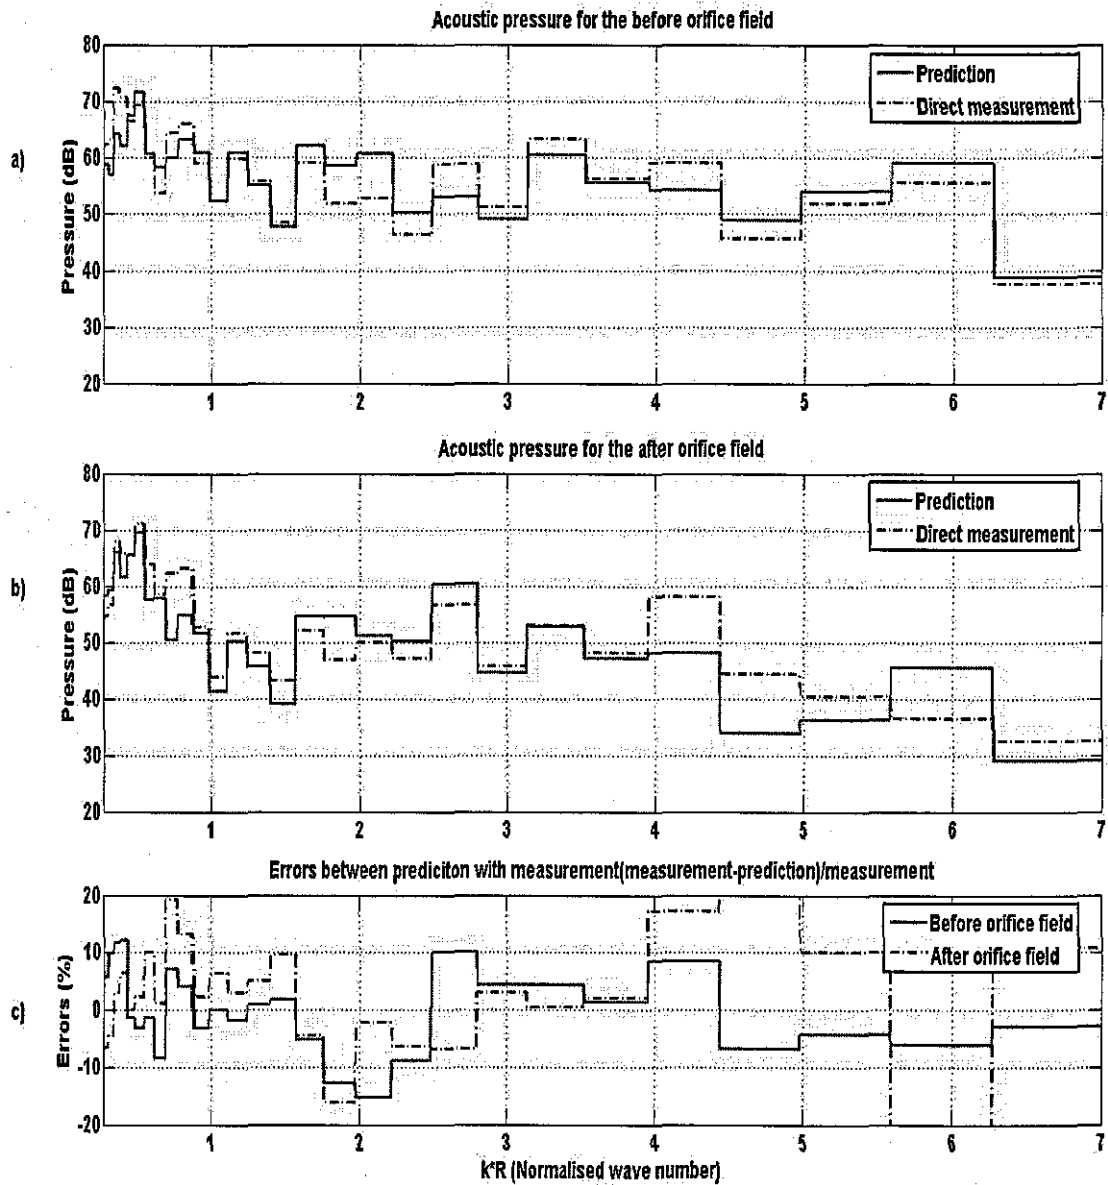 Acoustic pressure for the before orifice field
a)
Pressure (dB)
80
70
60
50
40
30
20
Prediction
Direct measurement
1 2 3 4 5 6 7
Acoustic pressure for the after orifice field
b)
Pressure (dB)
80
70
60
50
40
30
20
Prediction
Direct measurement
1 2 3 4 5 6 7
Errors between prediciton with measurement(measurement-prediction)/measurement
c)
Errors (%)
20
10
0
-10
-20
Before orifice field
After orifice field
1 2 3 4 5 6 7
k*R (Normalised wave number)